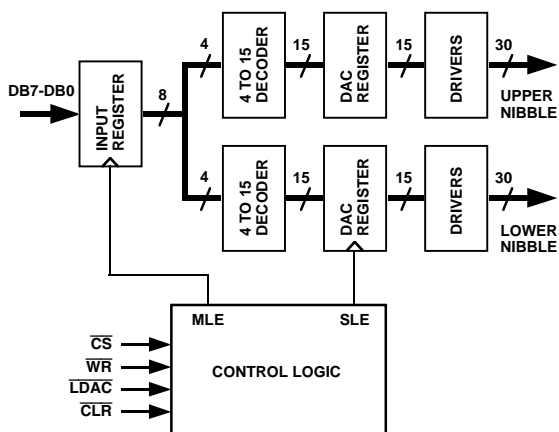 4
15
15
30
4 TO 15
DECODER
DAC
REGISTER
DRIVERS
UPPER
NIBBLE
DB7-DB0
INPUT
REGISTER
8
4
15
15
30
4 TO 15
DECODER
DAC
REGISTER
DRIVERS
LOWER
NIBBLE
MLE
SLE
CS
WR
LDAC
CLR
CONTROL LOGIC